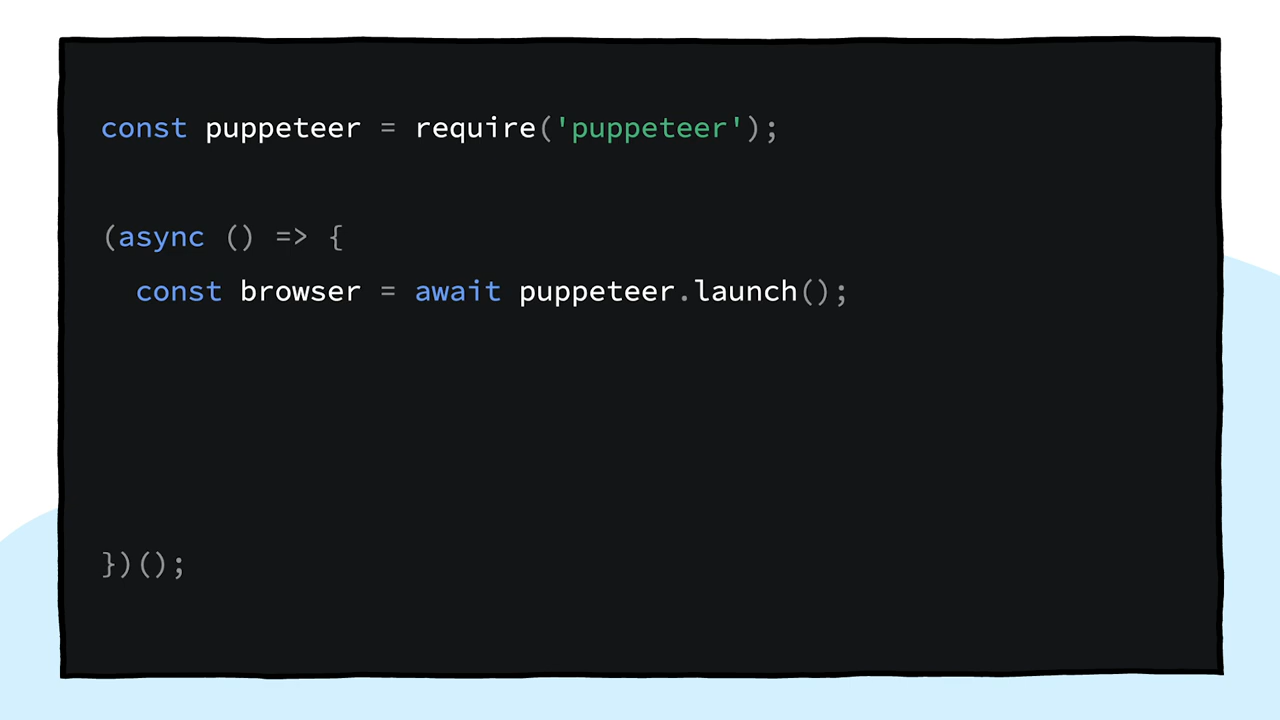 const puppeteer = require('puppeteer');
(async () => {
  const browser = await puppeteer.launch();
})();